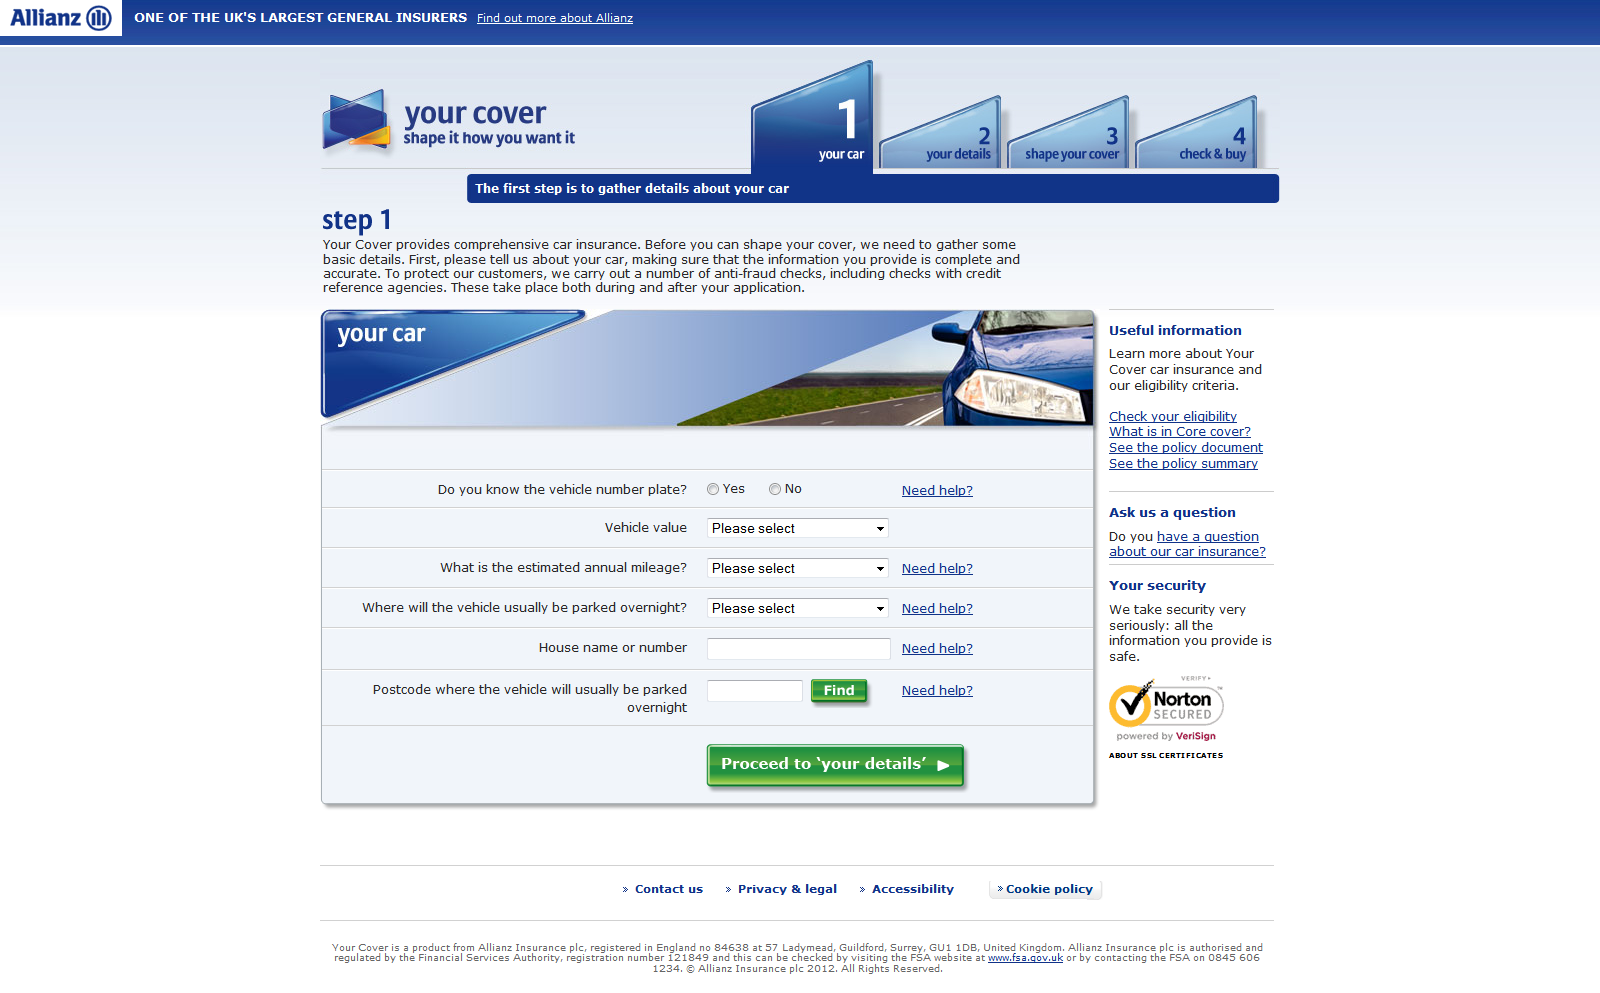 Allianz
ONE OF THE UK'S LARGEST GENERAL INSURERS Find out more about Allianz
your cover
shape it how you want it
1
your car
2
your details
3
shape your cover
4
check & buy
The first step is to gather details about your car
step 1
Your Cover provides comprehensive car insurance. Before you can shape your cover, we need to gather some
basic details. First, please tell us about your car, making sure that the information you provide is complete and
accurate. To protect our customers, we carry out a number of anti-fraud checks, including checks with credit
reference agencies. These take place both during and after your application.
your car
Do you know the vehicle number plate? Yes No Need help?
Vehicle value Please select
What is the estimated annual mileage? Please select Need help?
Where will the vehicle usually be parked overnight? Please select Need help?
House name or number Need help?
Postcode where the vehicle will usually be parked
overnight
Find Need help?
Proceed to ‘your details’
Useful information
Learn more about Your
Cover car insurance and
our eligibility criteria.
Check your eligibility
What is in Core cover?
See the policy document
See the policy summary
Ask us a question
Do you have a question
about our car insurance?
Your security
We take security very
seriously: all the
information you provide is
safe.
VERIFY
Norton
SECURED
TM
powered by VeriSign
ABOUT SSL CERTIFICATES
» Contact us » Privacy & legal » Accessibility » Cookie policy
Your Cover is a product from Allianz Insurance plc, registered in England no 84638 at 57 Ladymead, Guildford, Surrey, GU1 1DB, United Kingdom. Allianz Insurance plc is authorised and
regulated by the Financial Services Authority, registration number 121849 and this can be checked by visiting the FSA website at www.fsa.gov.uk or by contacting the FSA on 0845 606
1234. © Allianz Insurance plc 2012. All Rights Reserved.